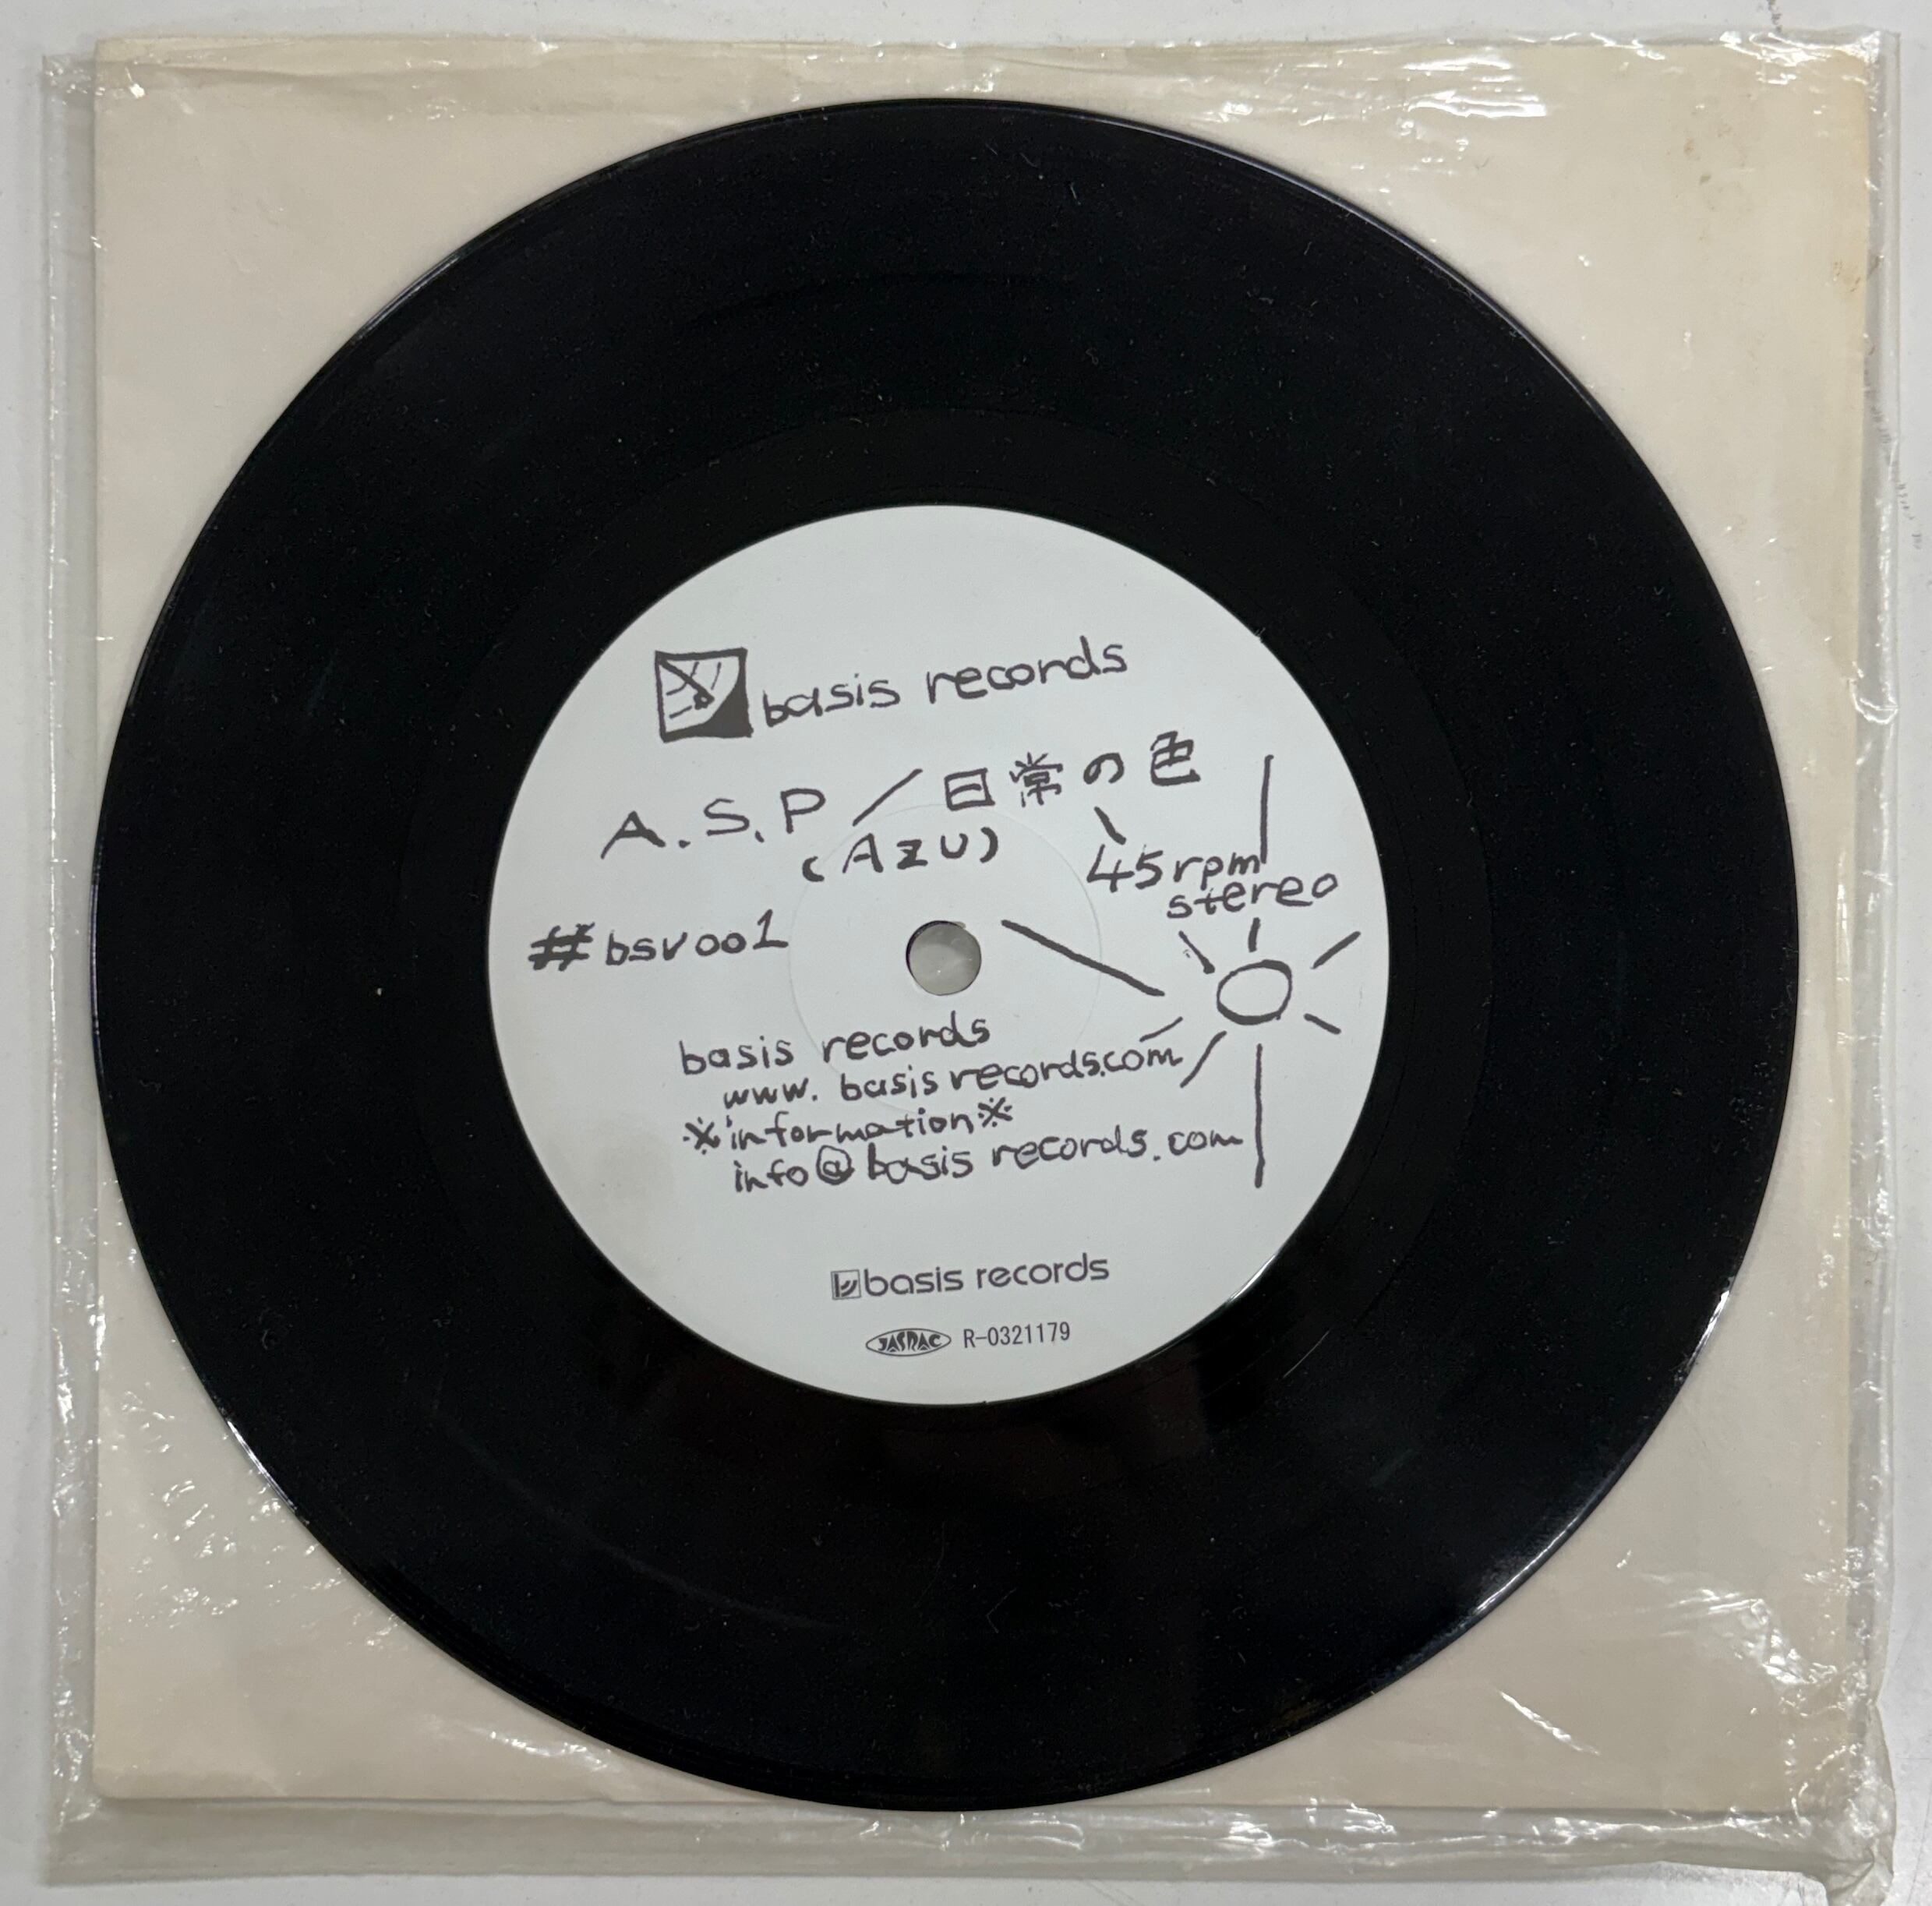 basis records
A.S.P/日常の色
(AZU)
45rpm
stereo
#bsv001
basis records
www.basisrecords.com
※information※
info@basisrecords.com
basis records
JASRAC R-0321179